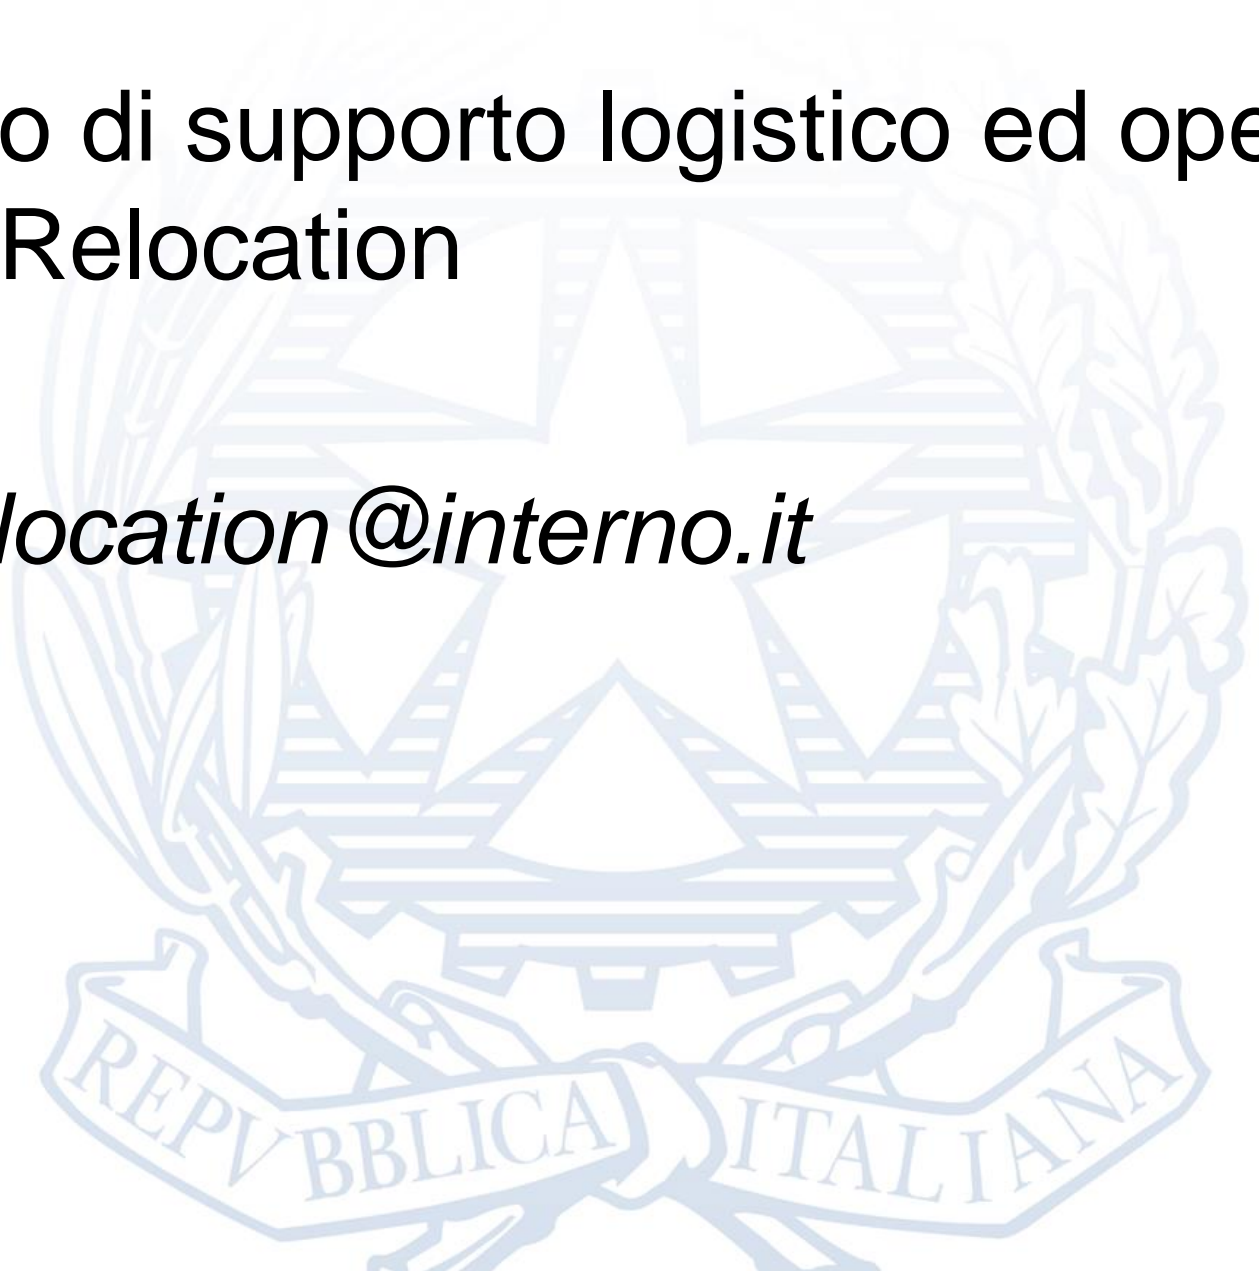 o di supporto logistico ed ope
Relocation
location@interno.it
REPVBBLICA ITALIANA